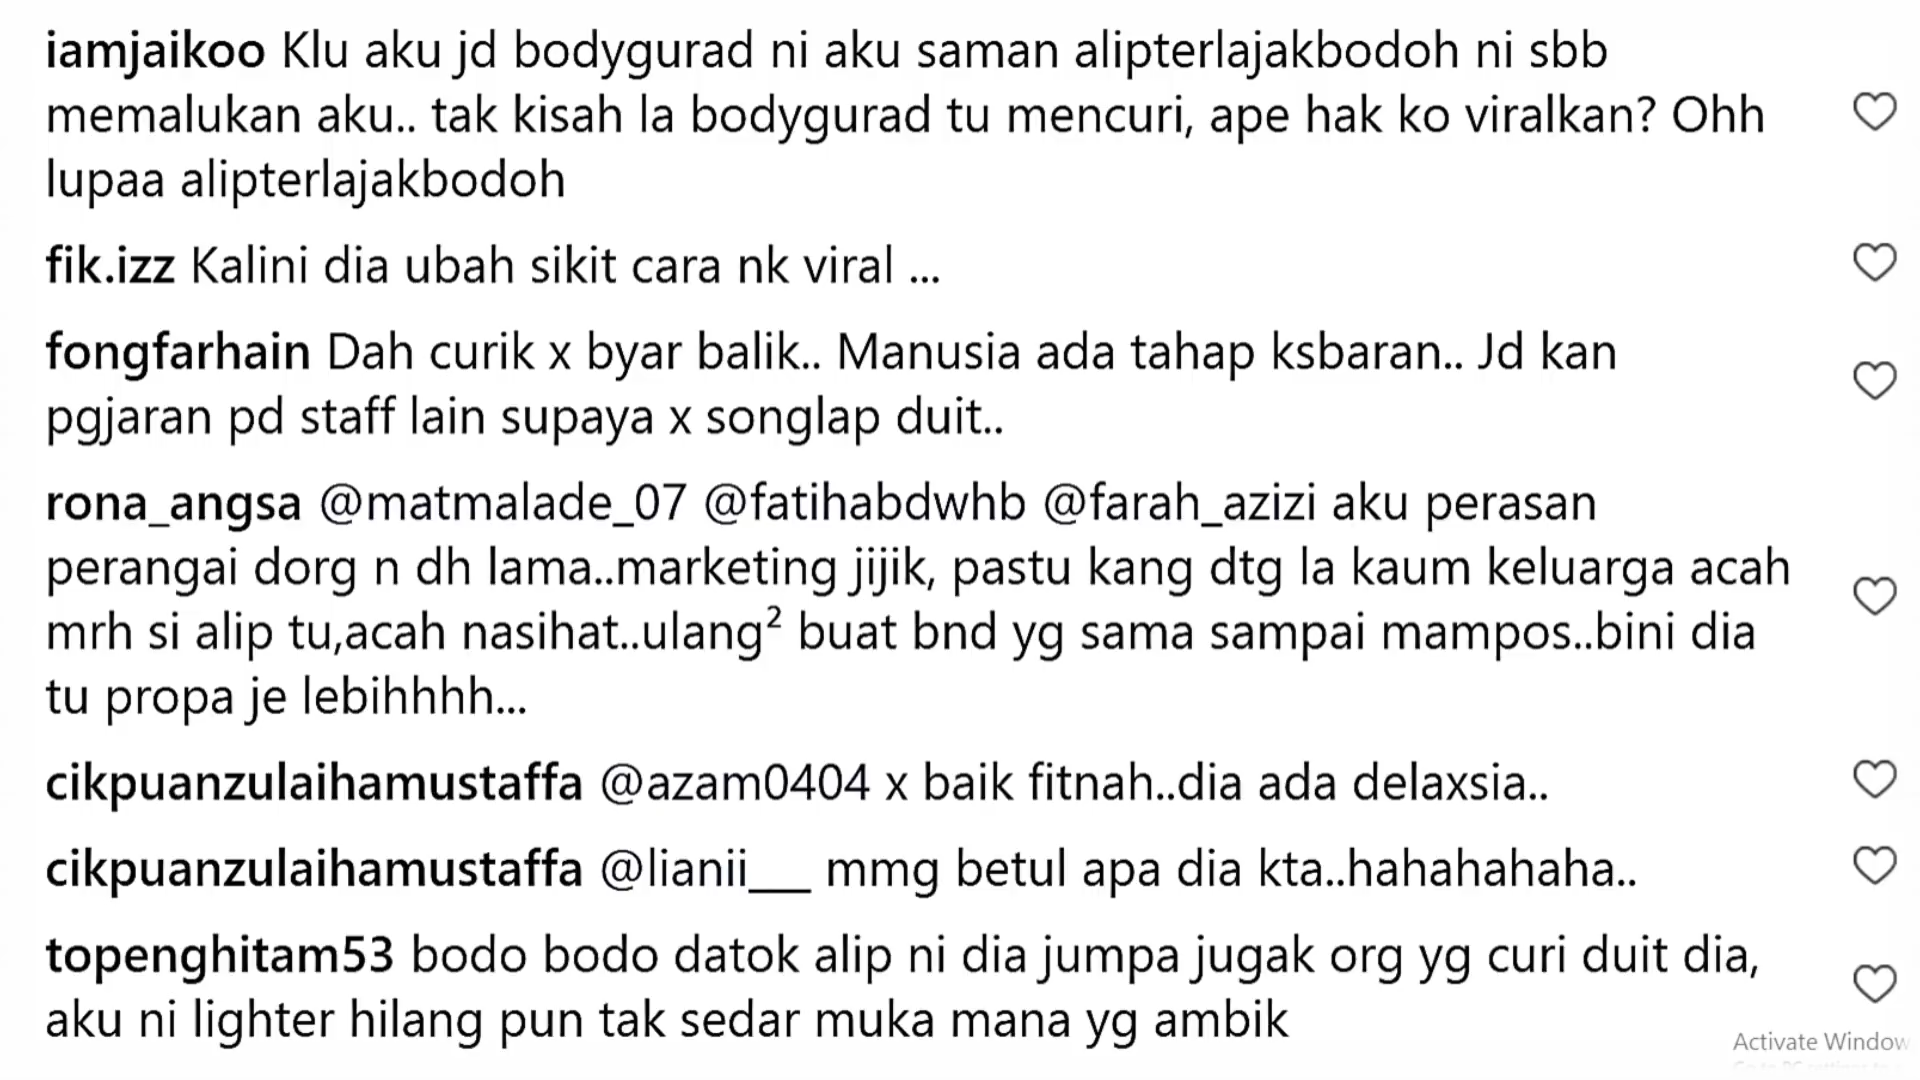 iamjaikoo Klu aku jd bodygurad ni aku saman alipterlajakbodoh ni sbb
memalukan aku.. tak kisah la bodygurad tu mencuri, ape hak ko viralkan? Ohh
lupaa alipterlajakbodoh
fik.izz Kalini dia ubah sikit cara nk viral ...
fongfarhain Dah curik x byar balik.. Manusia ada tahap ksbaran.. Jd kan
pgjaran pd staff lain supaya x songlap duit..
rona_angsa @matmalade_07 @fatihabdwhb @farah_azizi aku perasan
perangai dorg n dh lama..marketing jijik, pastu kang dtg la kaum keluarga acah
mrh si alip tu,acah nasihat..ulang² buat bnd yg sama sampai mampos..bini dia
tu propa je lebihhhh...
cikpuanzulaihamustaffa @azam0404 x baik fitnah..dia ada delaxsia..
cikpuanzulaihamustaffa @lianii___ mmg betul apa dia kta..hahahahaha..
topenghitam53 bodo bodo datok alip ni dia jumpa jugak org yg curi duit dia,
aku ni lighter hilang pun tak sedar muka mana yg ambik
Activate Window